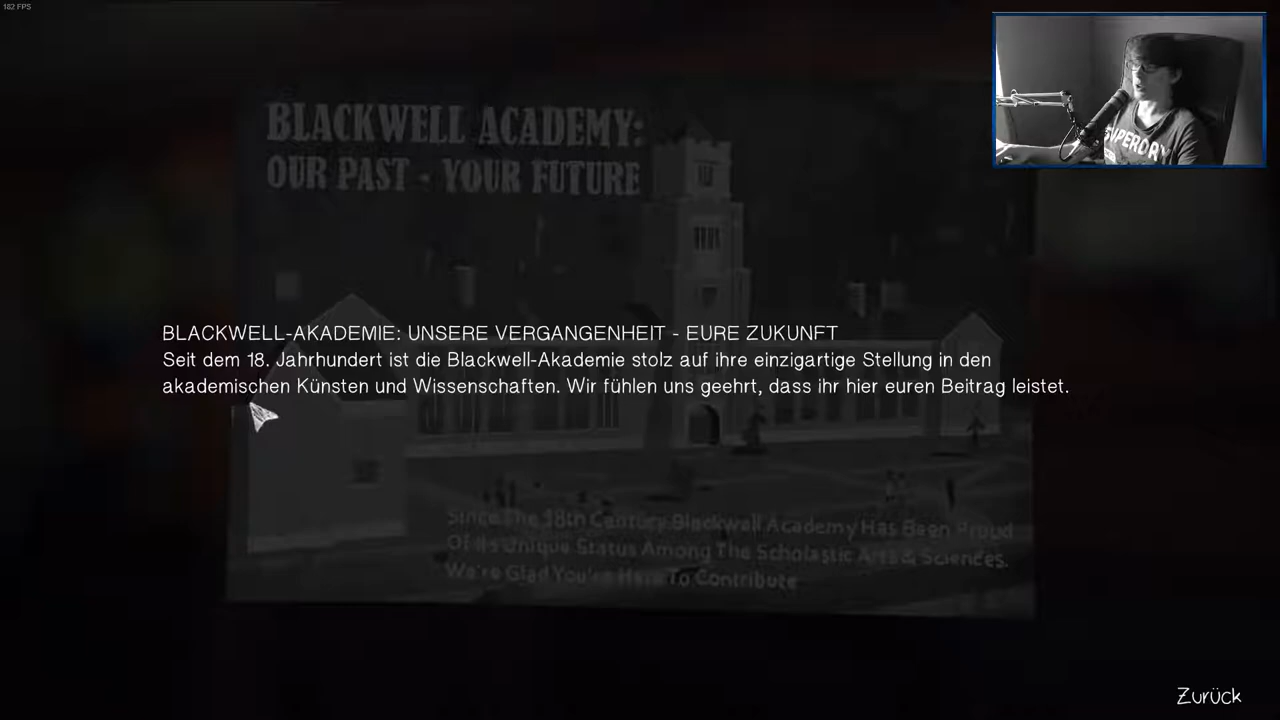 182 FPS
SUPERDRY
BLACKWELL ACADEMY:
OUR PAST - YOUR FUTURE
BLACKWELL-AKADEMIE: UNSERE VERGANGENHEIT - EURE ZUKUNFT
Seit dem 18. Jahrhundert ist die Blackwell-Akademie stolz auf ihre einzigartige Stellung in den
akademischen Künsten und Wissenschaften. Wir fühlen uns geehrt, dass ihr hier euren Beitrag leistet.
Since The 18th Century Blackwell Academy Has Been Proud
Of Its Unique Status Among The Scholastic Arts & Sciences.
We're Glad You're Here To Contribute
Zurück